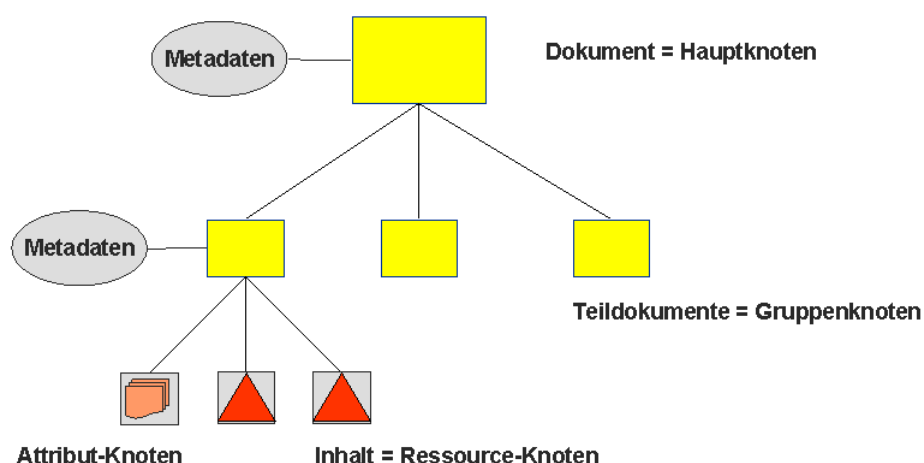 Metadaten
Dokument = Hauptknoten
Metadaten
Teildokumente = Gruppenknoten
Attribut-Knoten
Inhalt = Ressource-Knoten